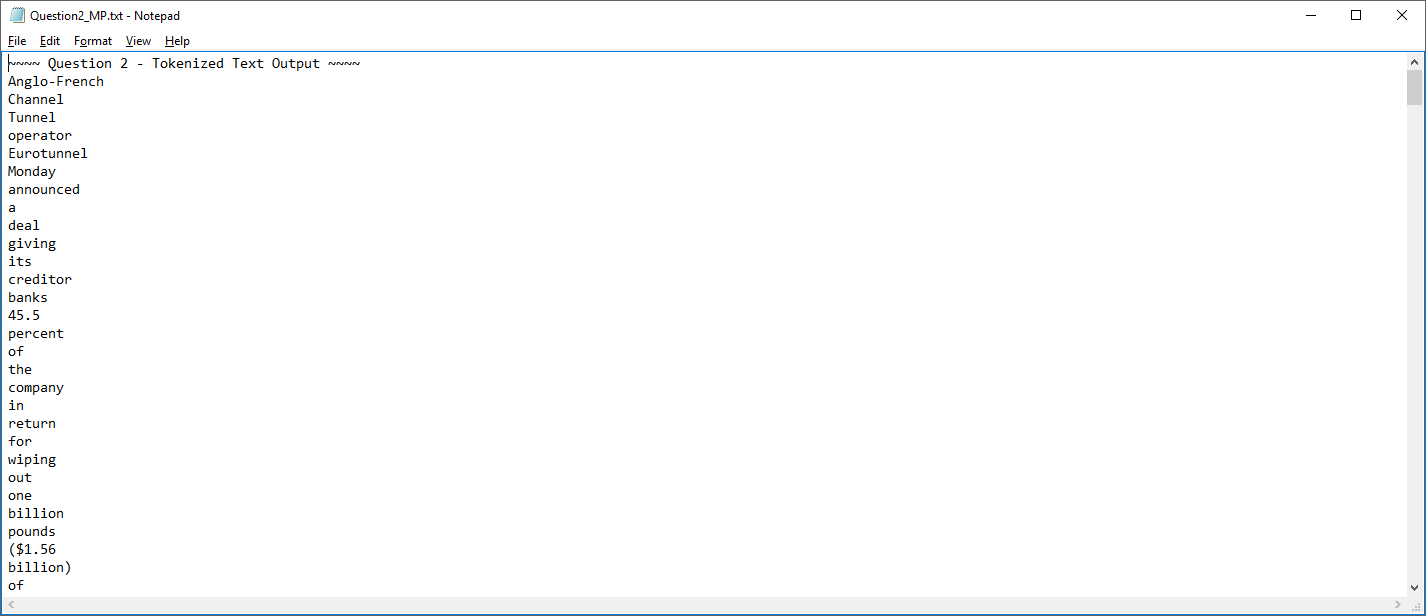 Question2_MP.txt - Notepad
File Edit Format View Help
~~~~ Question 2 - Tokenized Text Output ~~~~
Anglo-French
Channel
Tunnel
operator
Eurotunnel
Monday
announced
a
deal
giving
its
creditor
banks
45.5
percent
of
the
company
in
return
for
wiping
out
one
billion
pounds
($1.56
billion)
of